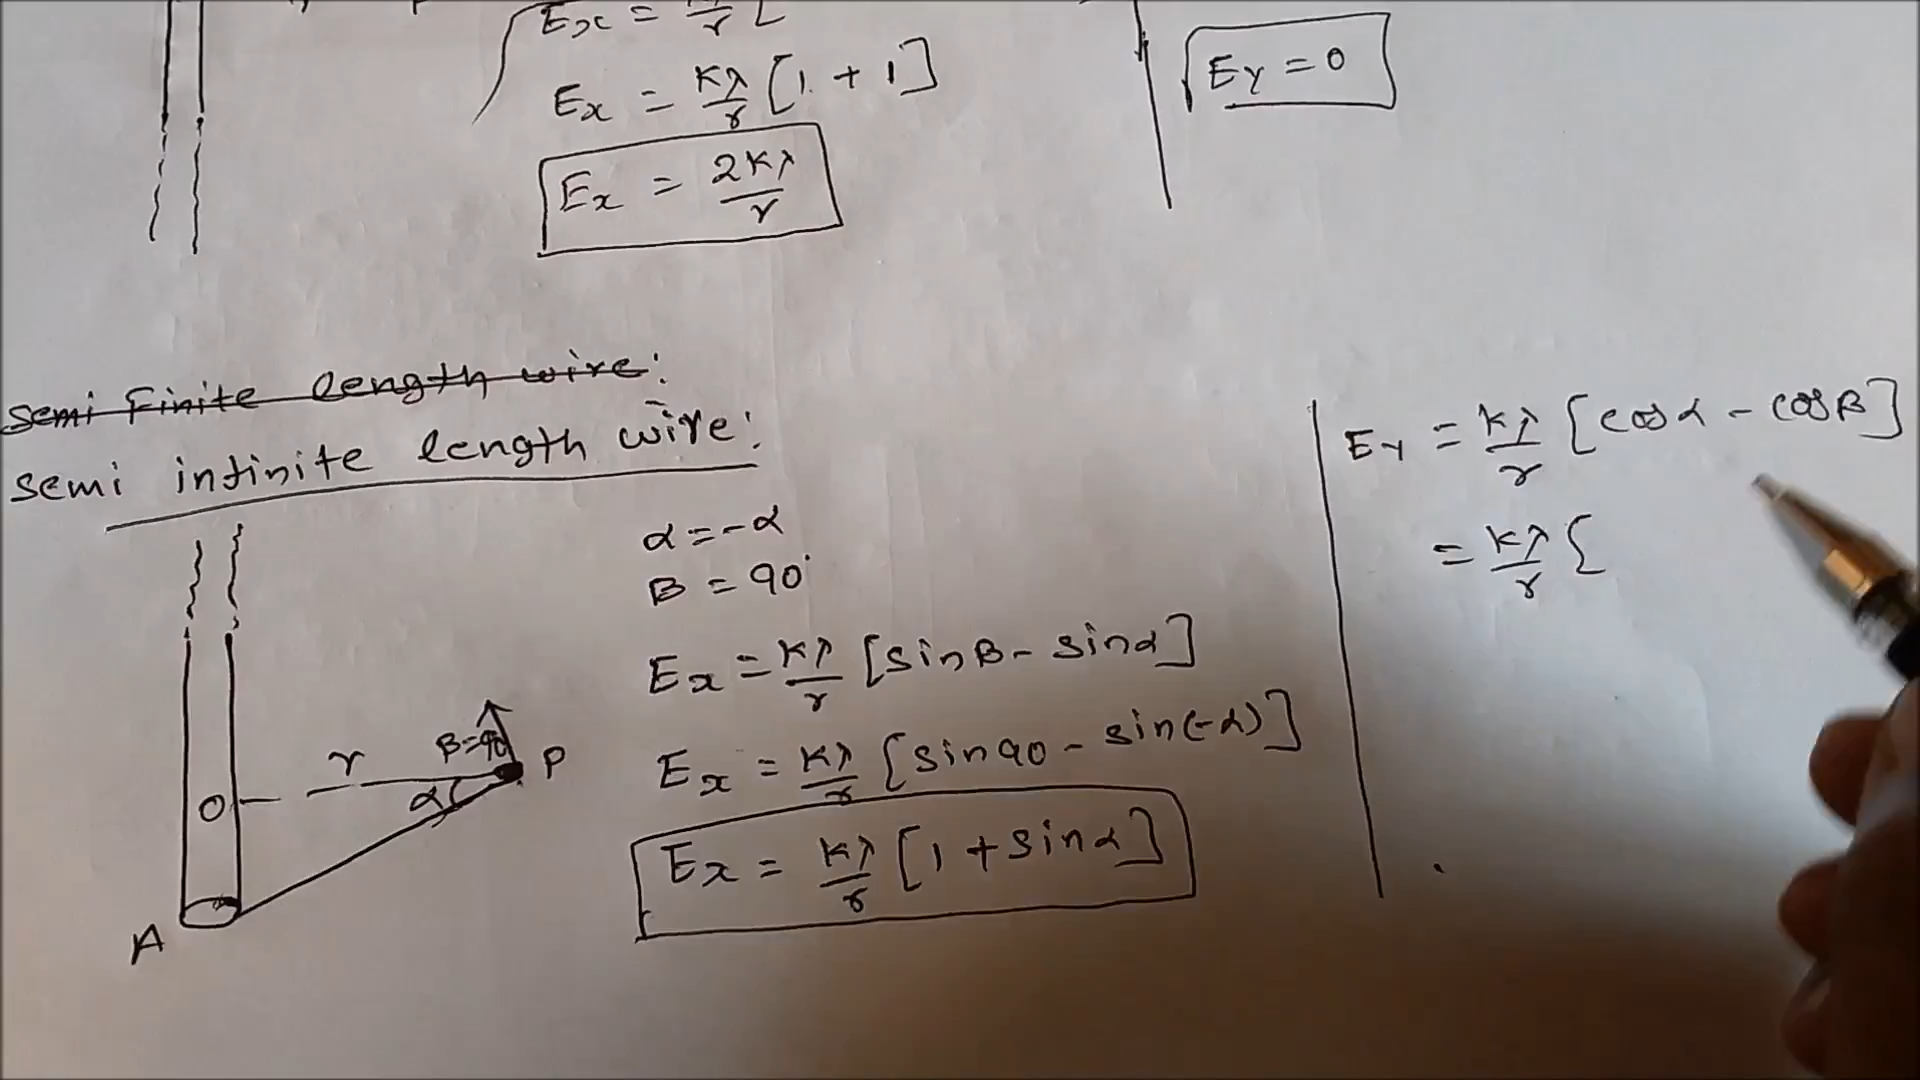 Ex =
Ex = Kλ/r [1 + 1]
Ex = 2Kλ/r
EY = 0
semi Finite length wire:
semi infinite length wire:
α = -α
B = 90°
Ex = Kλ/r [sinB - sinα]
Ex = Kλ/r [sin90 - sin(-α)]
Ex = Kλ/r [1 + sinα]
EY = Kλ/r [cosα - cosB]
= Kλ/r [
r
B=90
P
α
O
A